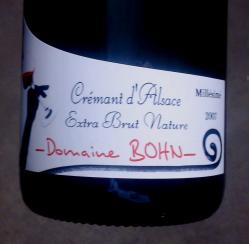 Crémant d'Alsace
Millésime
Extra Brut Nature
2007
-Domaine BOHN-